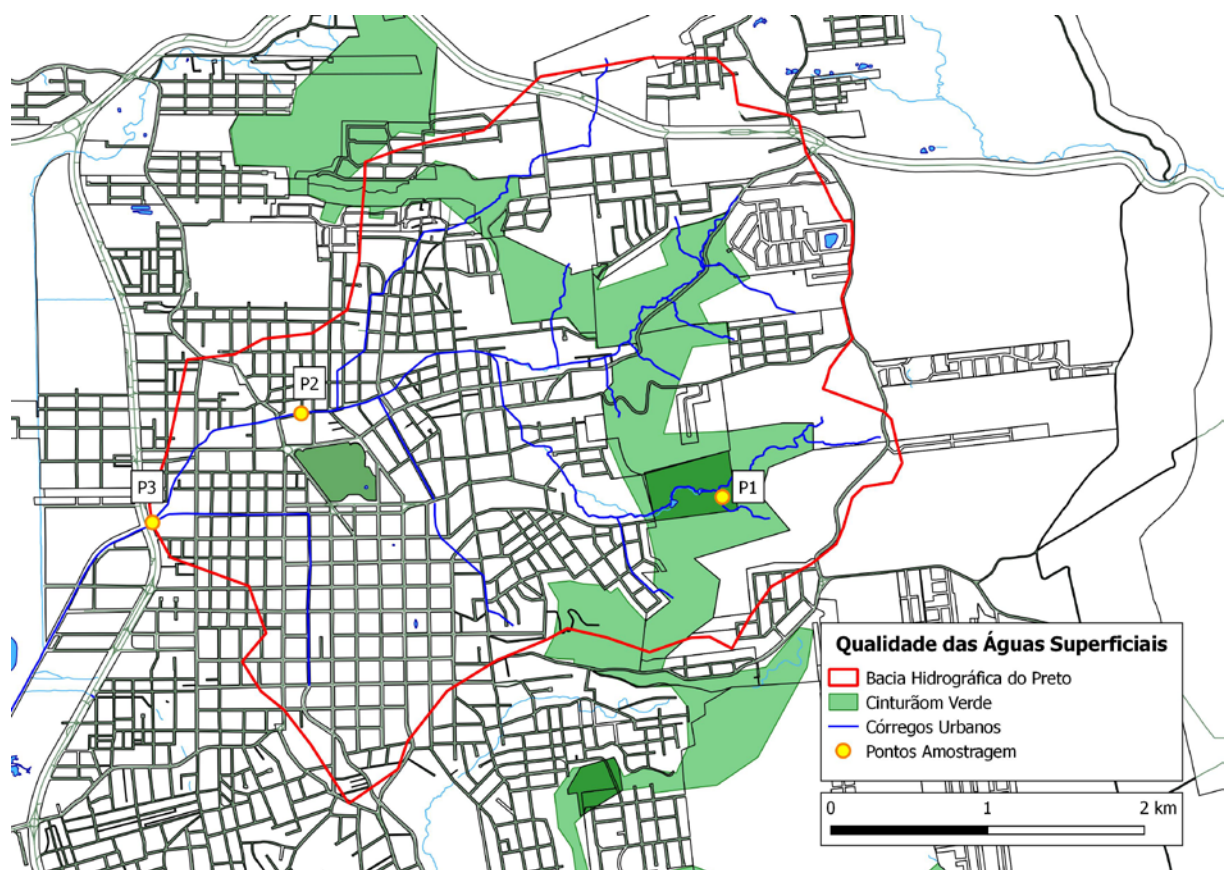 P2
P3
P1
Qualidade das Águas Superficiais
Bacia Hidrográfica do Preto
Cinturãom Verde
Córregos Urbanos
Pontos Amostragem
0 1 2 km